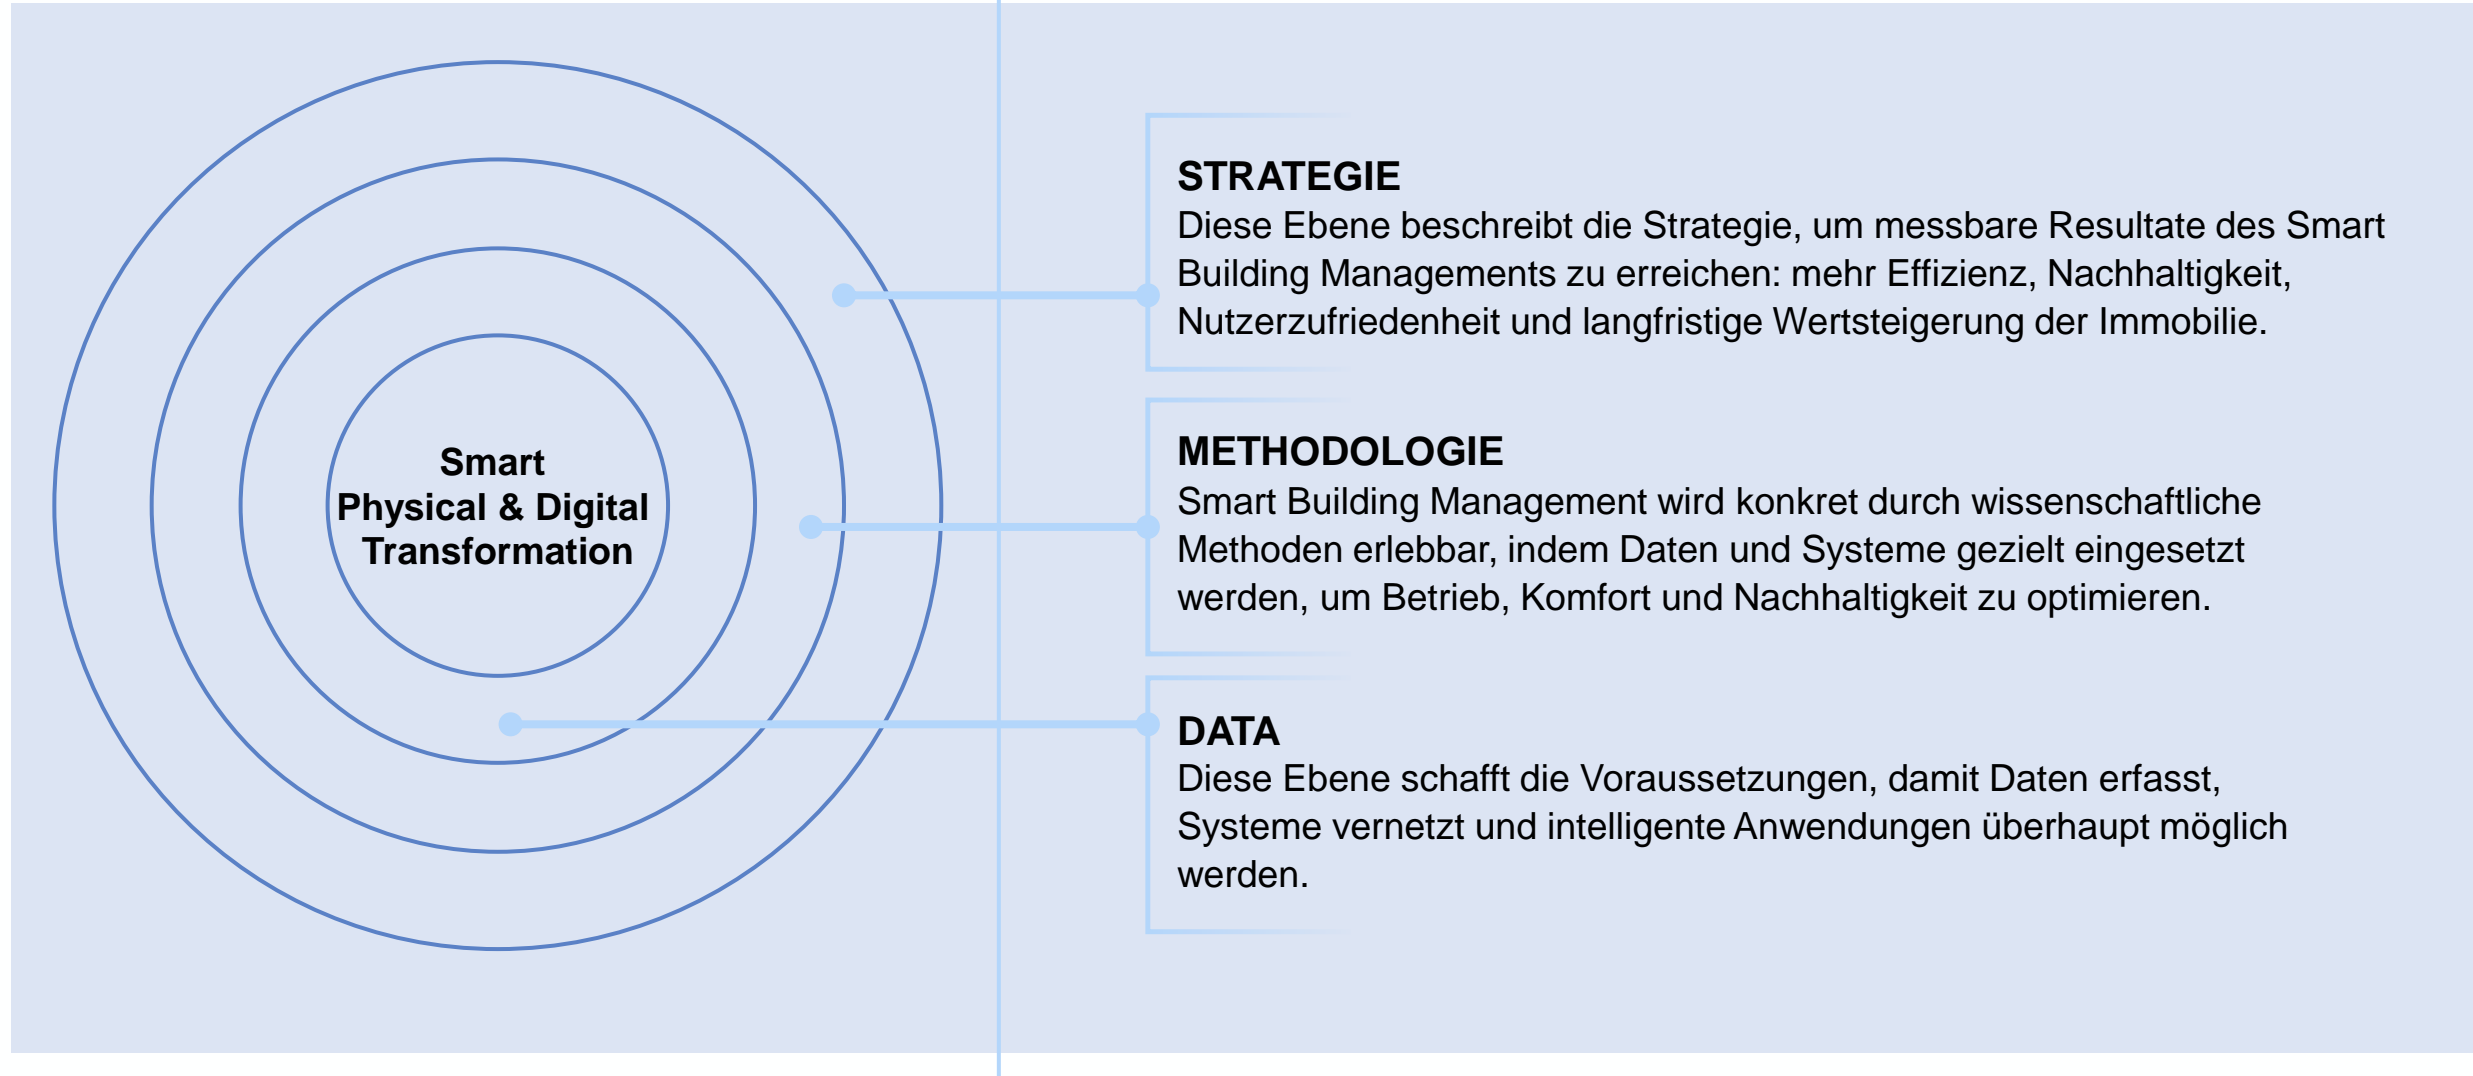 Smart
Physical & Digital
Transformation
STRATEGIE
Diese Ebene beschreibt die Strategie, um messbare Resultate des Smart
Building Managements zu erreichen: mehr Effizienz, Nachhaltigkeit,
Nutzerzufriedenheit und langfristige Wertsteigerung der Immobilie.
METHODOLOGIE
Smart Building Management wird konkret durch wissenschaftliche
Methoden erlebbar, indem Daten und Systeme gezielt eingesetzt
werden, um Betrieb, Komfort und Nachhaltigkeit zu optimieren.
DATA
Diese Ebene schafft die Voraussetzungen, damit Daten erfasst,
Systeme vernetzt und intelligente Anwendungen überhaupt möglich
werden.